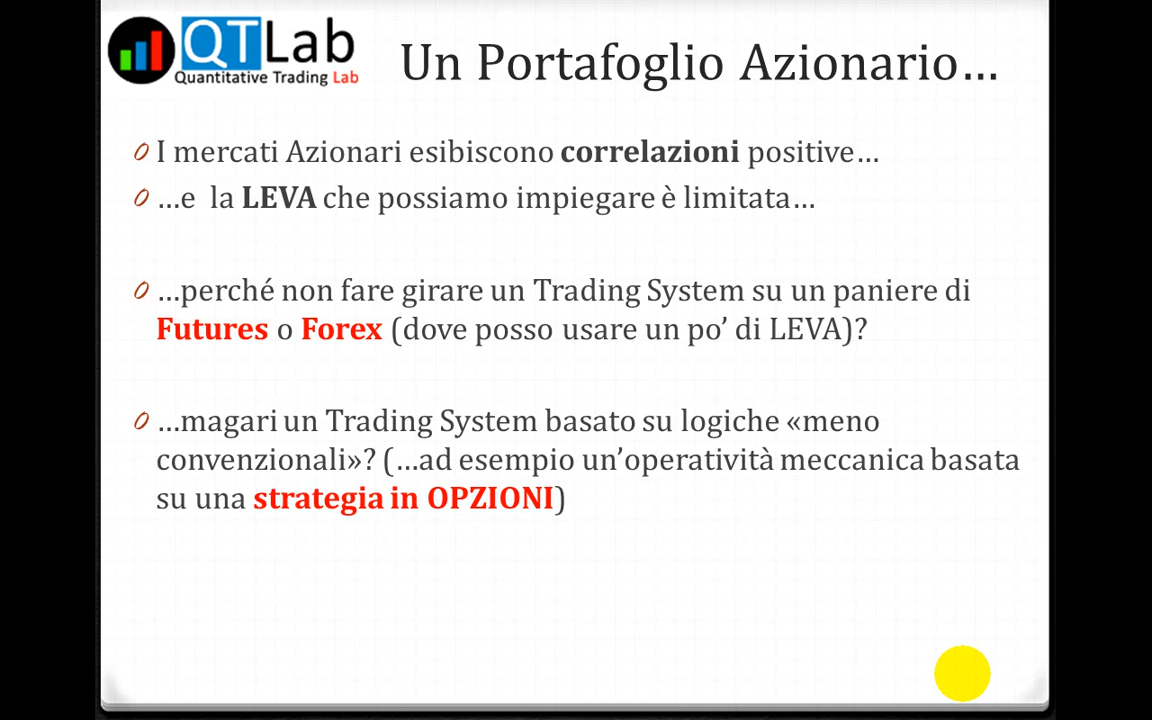 QTLab
Quantitative Trading Lab
Un Portafoglio Azionario…
I mercati Azionari esibiscono correlazioni positive…
…e la LEVA che possiamo impiegare è limitata…
…perché non fare girare un Trading System su un paniere di
Futures o Forex (dove posso usare un po’ di LEVA)?
…magari un Trading System basato su logiche «meno
convenzionali»? (…ad esempio un’operatività meccanica basata
su una strategia in OPZIONI)